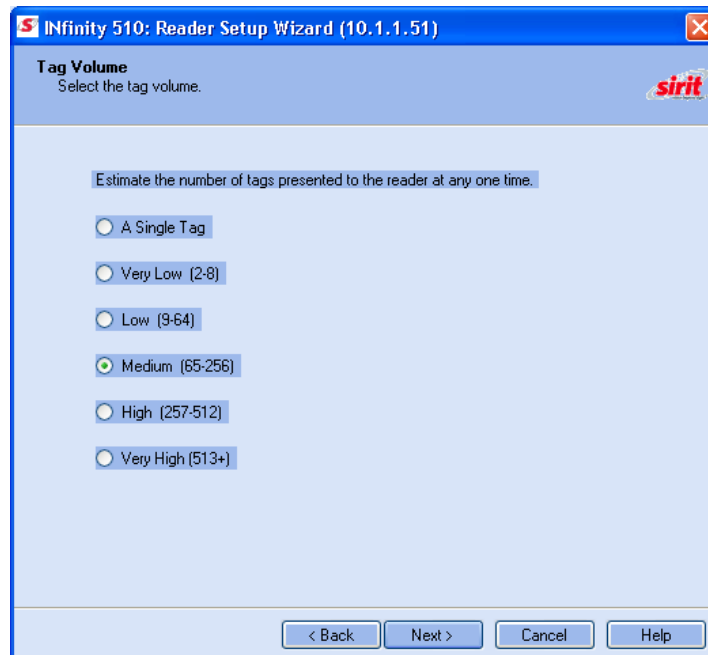 INfinity 510: Reader Setup Wizard (10.1.1.51)
Tag Volume
Select the tag volume.
sirit
Estimate the number of tags presented to the reader at any one time.
A Single Tag
Very Low (2-8)
Low (9-64)
Medium (65-256)
High (257-512)
Very High (513+)
< Back Next > Cancel Help